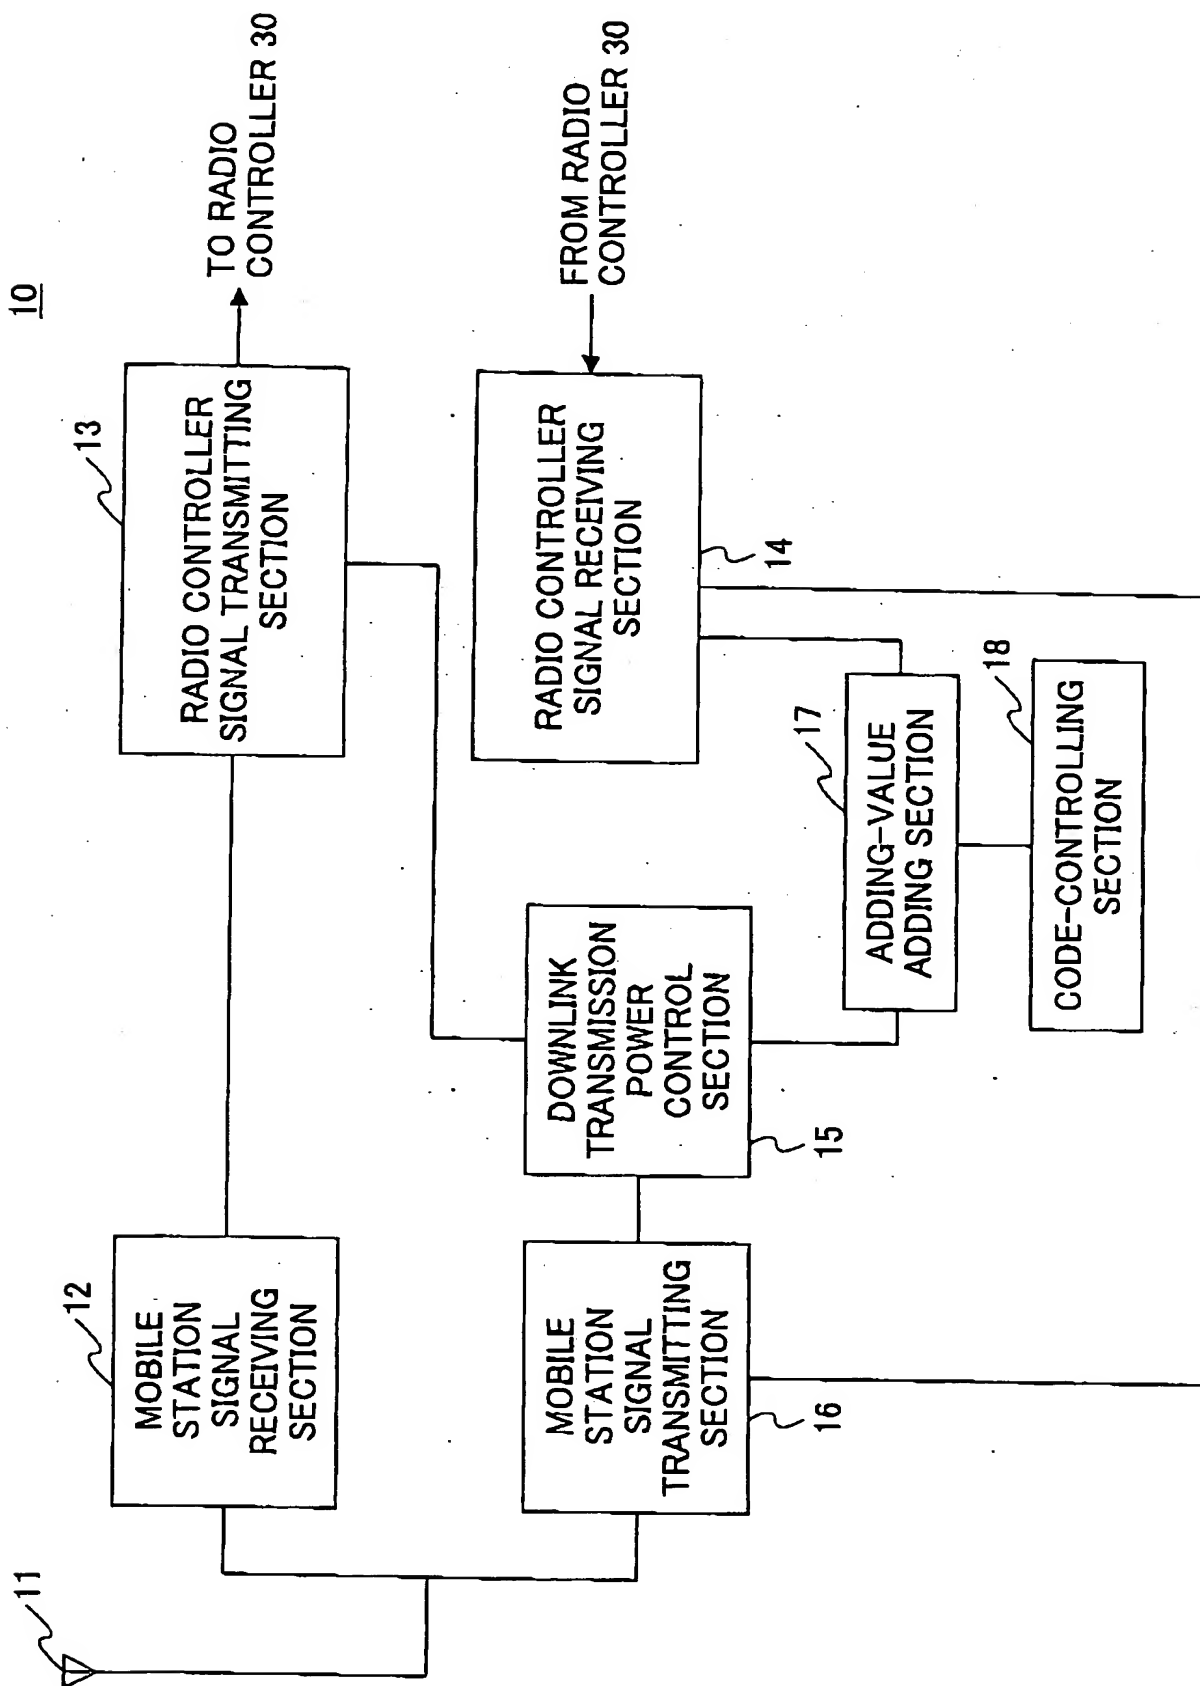 10
11
12
MOBILE
STATION
SIGNAL
RECEIVING
SECTION
13
RADIO CONTROLLER
SIGNAL TRANSMITTING
SECTION
TO RADIO
CONTROLLER 30
MOBILE
STATION
SIGNAL
TRANSMITTING
SECTION
16
DOWNLINK
TRANSMISSION
POWER
CONTROL
SECTION
15
RADIO CONTROLLER
SIGNAL RECEIVING
SECTION
14
FROM RADIO
CONTROLLER 30
17
ADDING-VALUE
ADDING SECTION
18
CODE-CONTROLLING
SECTION